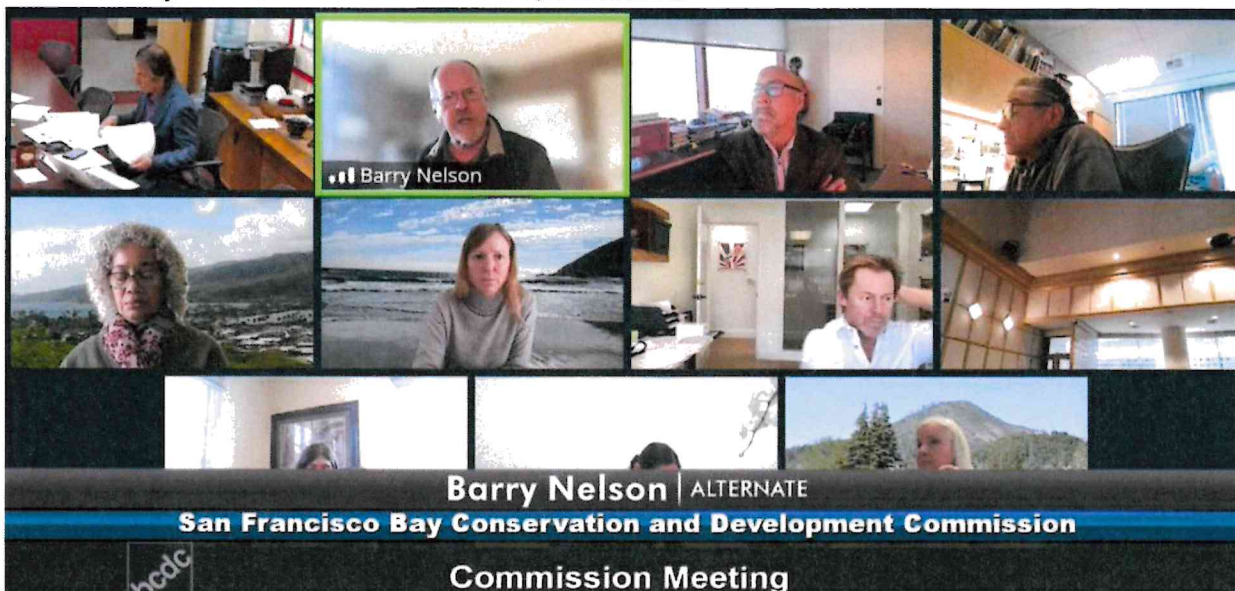 Barry Nelson
Barry Nelson | ALTERNATE
San Francisco Bay Conservation and Development Commission
bcdc
Commission Meeting